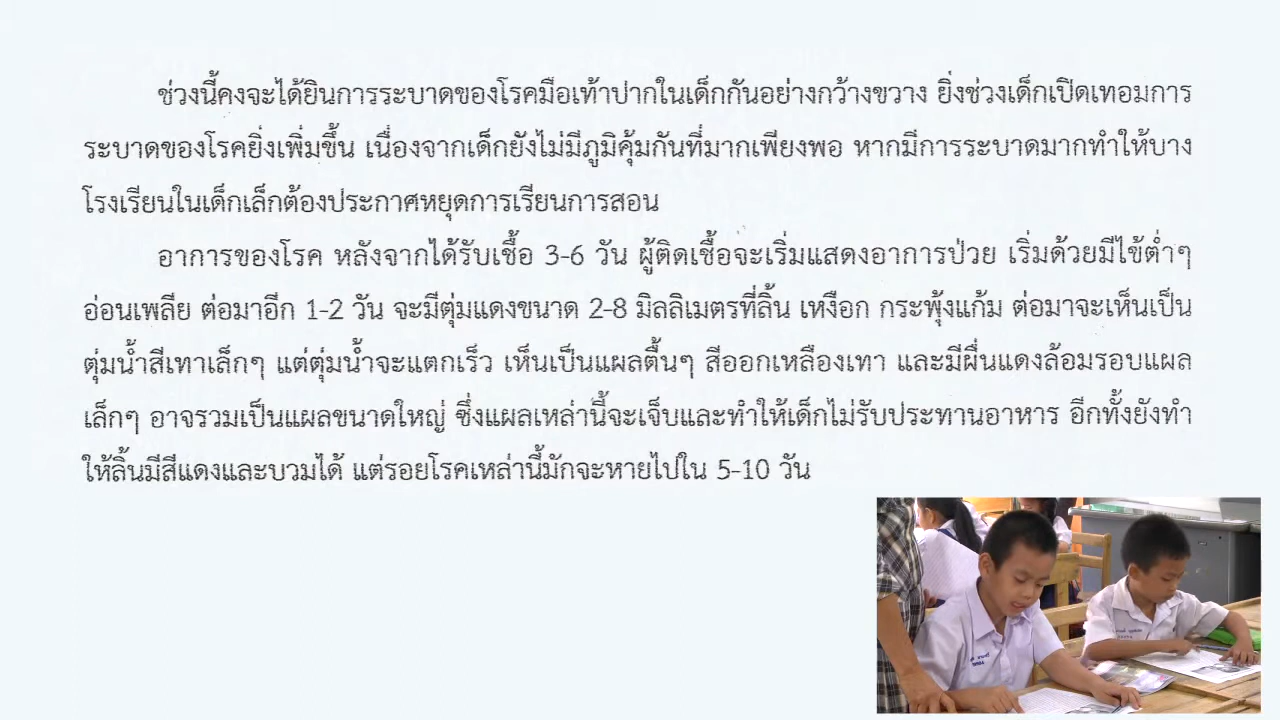 ช่วงนี้คงจะได้ยินการระบาดของโรคมือเท้าปากในเด็กกันอย่างกว้างขวาง ยิ่งช่วงเด็กเปิดเทอมการ
ระบาดของโรคยิ่งเพิ่มขึ้น เนื่องจากเด็กยังไม่มีภูมิคุ้มกันที่มากเพียงพอ หากมีการระบาดมากทำให้บาง
โรงเรียนในเด็กเล็กต้องประกาศหยุดการเรียนการสอน
อาการของโรค หลังจากได้รับเชื้อ 3-6 วัน ผู้ติดเชื้อจะเริ่มแสดงอาการป่วย เริ่มด้วยมีไข้ต่ำๆ
อ่อนเพลีย ต่อมาอีก 1-2 วัน จะมีตุ่มแดงขนาด 2-8 มิลลิเมตรที่ลิ้น เหงือก กระพุ้งแก้ม ต่อมาจะเห็นเป็น
ตุ่มน้ำสีเทาเล็กๆ แต่ตุ่มน้ำจะแตกเร็ว เห็นเป็นแผลตื้นๆ สีออกเหลืองเทา และมีผื่นแดงล้อมรอบแผล
เล็กๆ อาจรวมเป็นแผลขนาดใหญ่ ซึ่งแผลเหล่านี้จะเจ็บและทำให้เด็กไม่รับประทานอาหาร อีกทั้งยังทำ
ให้ลิ้นมีสีแดงและบวมได้ แต่รอยโรคเหล่านี้มักจะหายไปใน 5-10 วัน